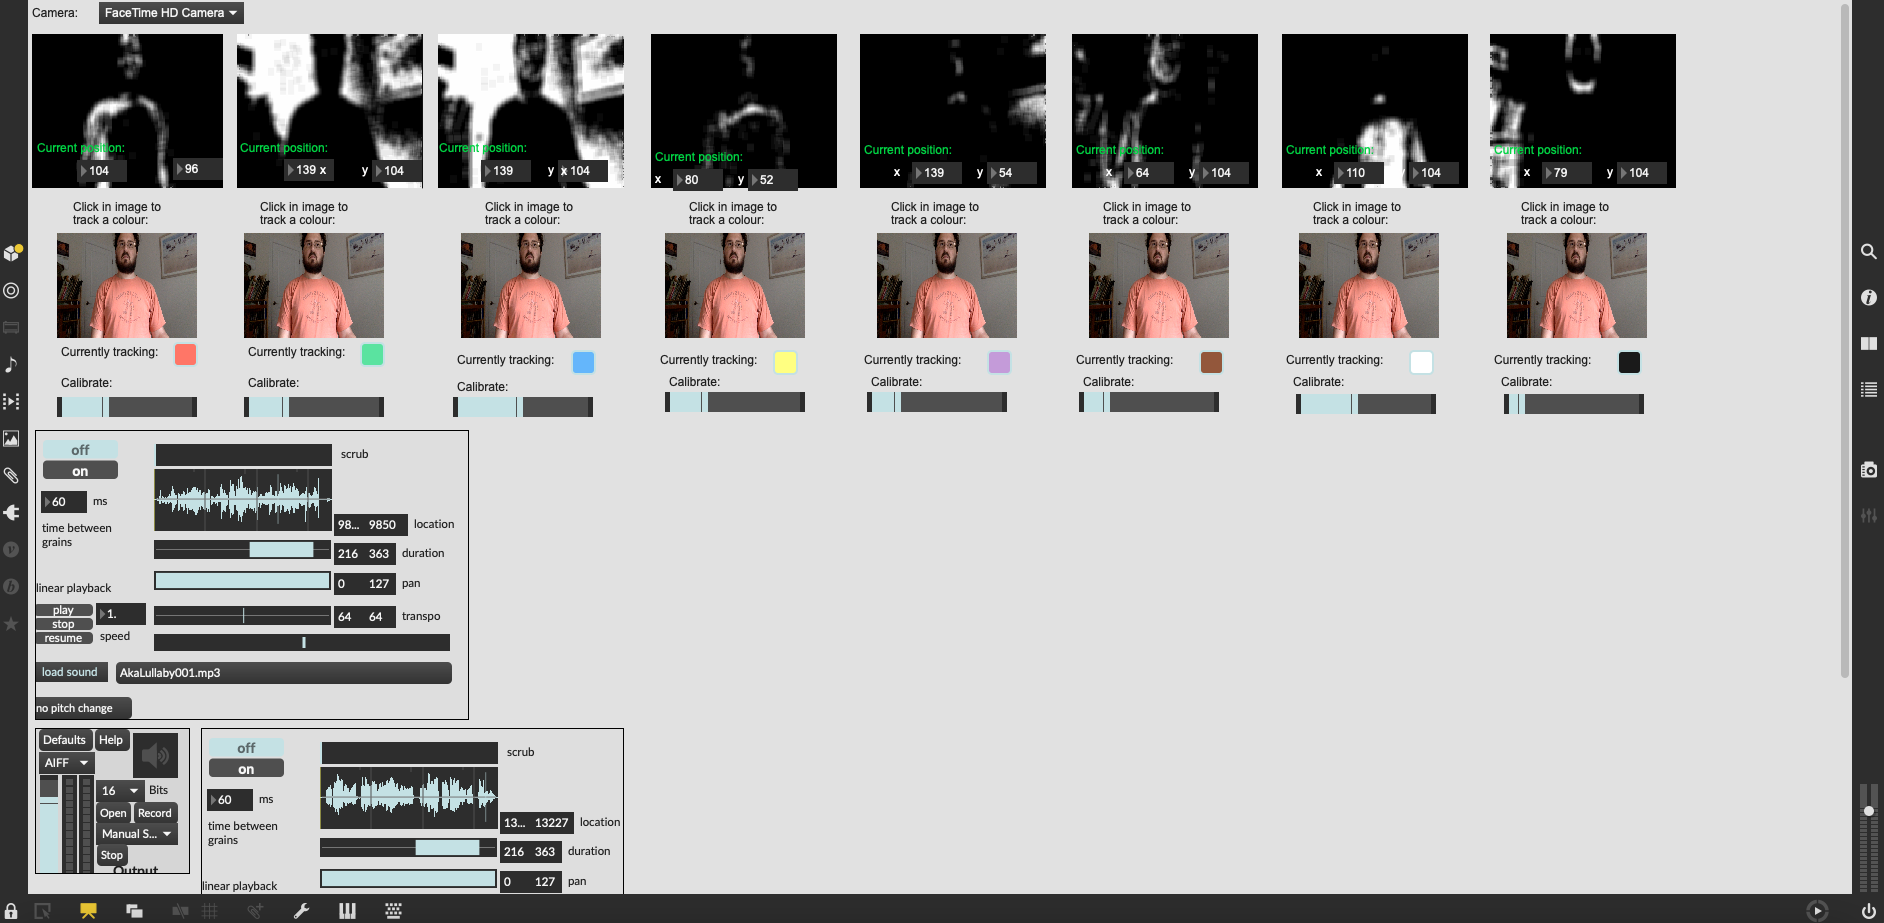 Camera: FaceTime HD Camera
Current position:
104 96
Current position:
139 x y 104
Current position:
139 y x 104
Current position:
x 80 y 52
Current position:
x 139 y 54
Current position:
x 64 y 104
Current position:
x 110 y 104
Current position:
x 79 y 104
Click in image to
track a colour:
Click in image to
track a colour:
Click in image to
track a colour:
Click in image to
track a colour:
Click in image to
track a colour:
Click in image to
track a colour:
Click in image to
track a colour:
Click in image to
track a colour:
Currently tracking:
Currently tracking:
Currently tracking:
Currently tracking:
Currently tracking:
Currently tracking:
Currently tracking:
Currently tracking:
Calibrate:
Calibrate:
Calibrate:
Calibrate:
Calibrate:
Calibrate:
Calibrate:
Calibrate:
off
on
scrub
60 ms
time between
grains
98... 9850 location
216 363 duration
0 127 pan
linear playback
play
stop
resume
1.
speed
64 64 transpo
load sound AkaLullaby001.mp3
no pitch change
Defaults Help
AIFF
16 Bits
Open Record
Manual S...
Stop
Output
off
on
scrub
60 ms
time between
grains
13... 13227 location
216 363 duration
0 127 pan
linear playback